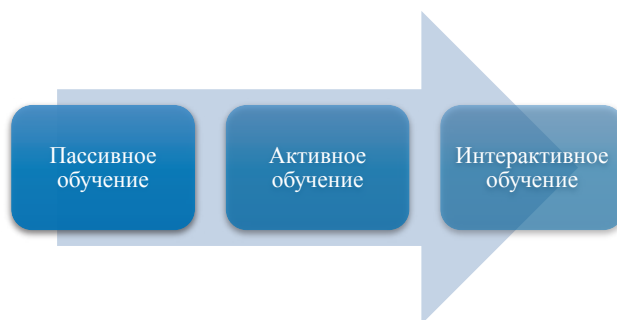 Пассивное
обучение
Активное
обучение
Интерактивное
обучение